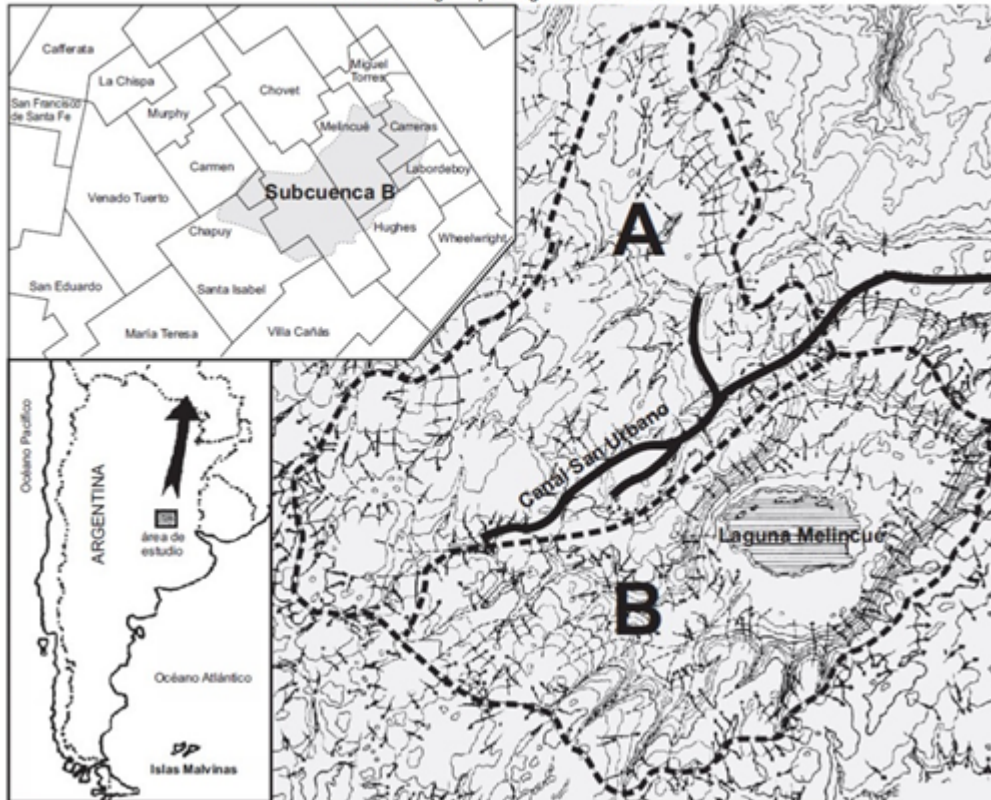 Cafferata
La Chispa
San Francisco
de Santa Fe
Murphy
Chovet
Miguel
Torres
Melincué
Carreras
Carmen
Labordeboy
Venado Tuerto
Subcuenca B
Chapuy
Hughes
Wheelwright
San Eduardo
Santa Isabel
María Teresa
Villa Cañás
Océano Pacífico
ARGENTINA
área de
estudio
Océano Atlántico
Islas Malvinas
A
Canal San Urbano
Laguna Melincué
B